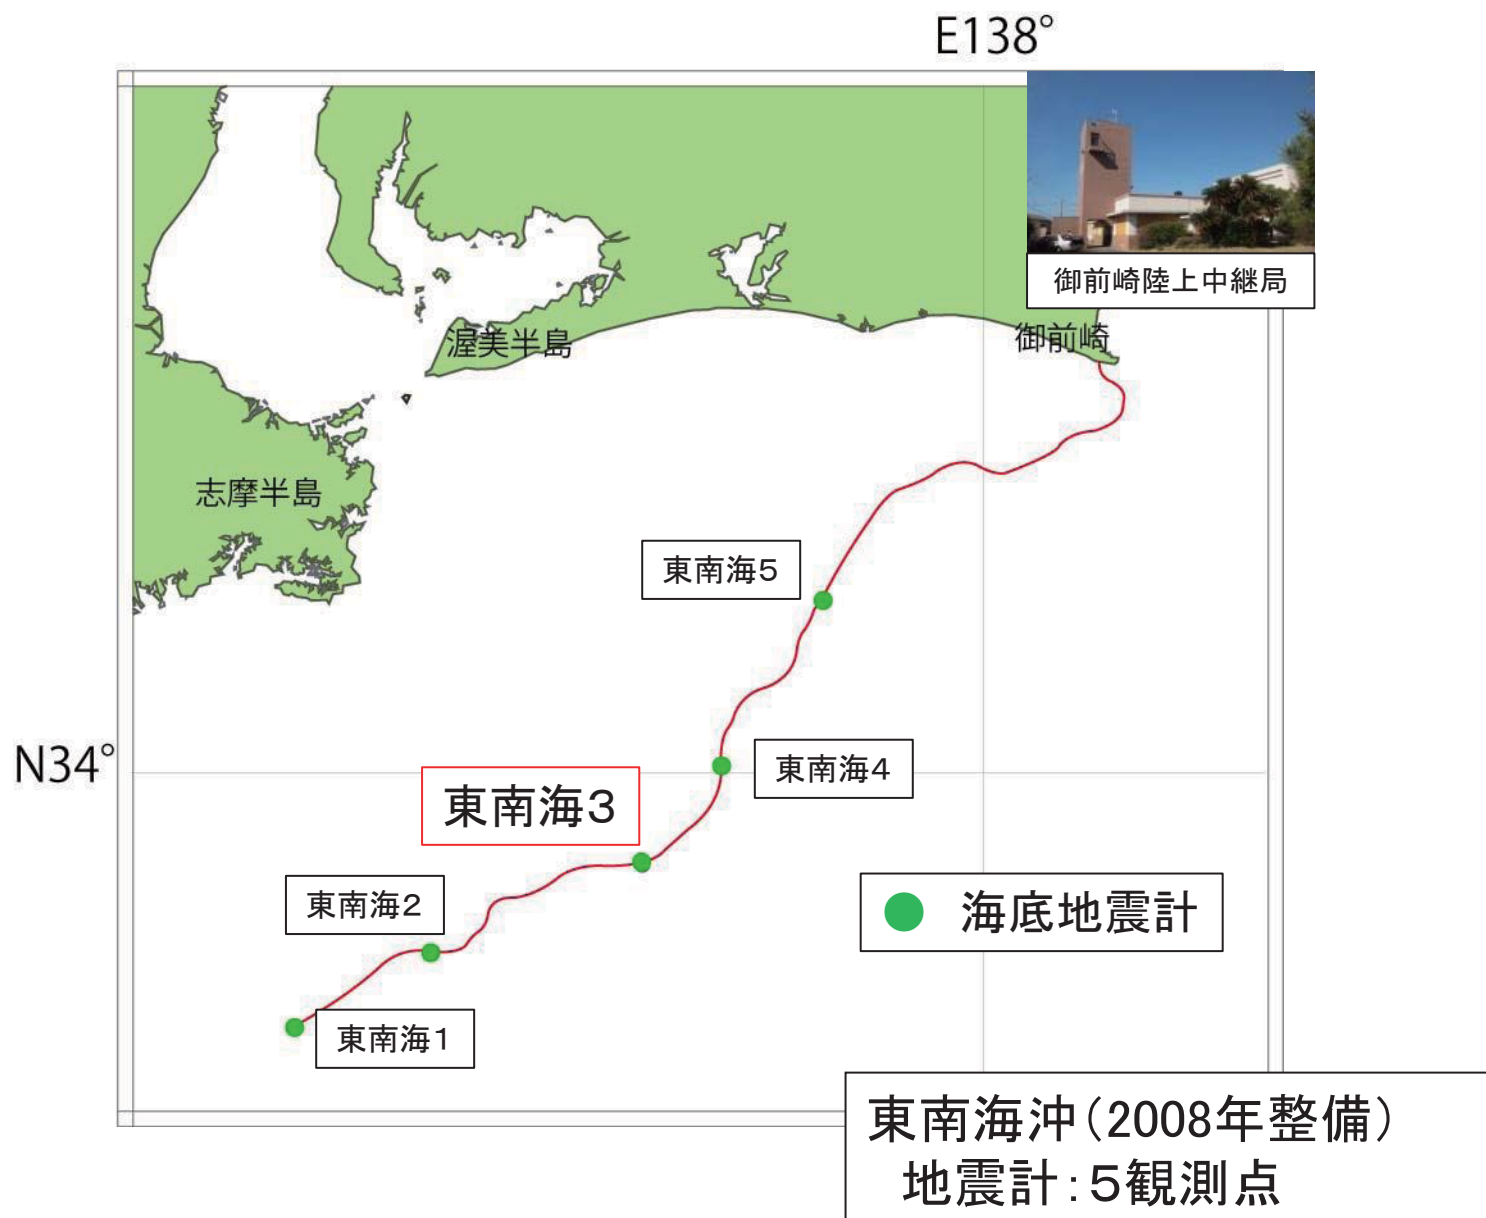 E138°
御前崎陸上中継局
御前崎
渥美半島
志摩半島
東南海5
N34°
東南海4
東南海3
東南海2
海底地震計
東南海1
東南海沖(2008年整備)
地震計:5観測点